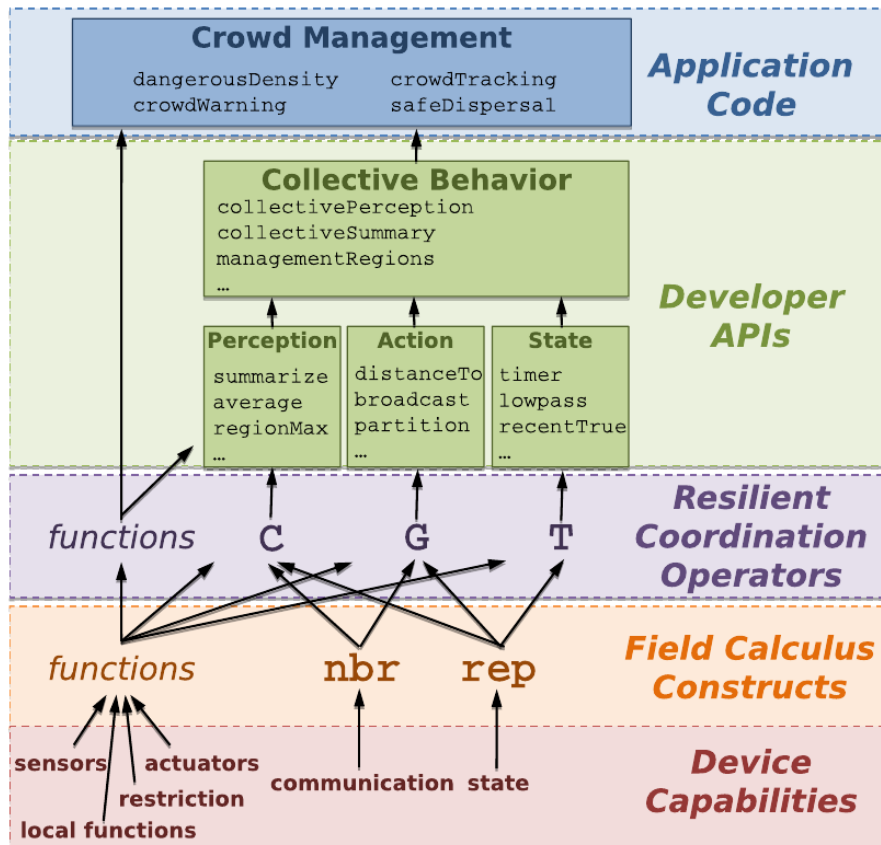 Crowd Management
dangerousDensity crowdTracking
crowdWarning safeDispersal
Application
Code
Collective Behavior
collectivePerception
collectiveSummary
managementRegions
…
Developer
APIs
Perception
summarize
average
regionMax
…
Action
distanceTo
broadcast
partition
…
State
timer
lowpass
recentTrue
…
functions C G T
Resilient
Coordination
Operators
functions nbr rep
Field Calculus
Constructs
sensors actuators
restriction
local functions
communication state
Device
Capabilities